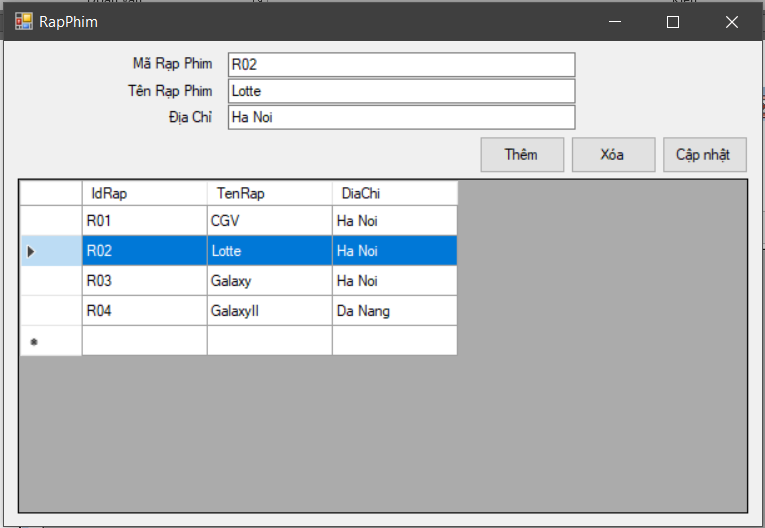 RapPhim
Mã Rạp Phim R02
Tên Rạp Phim Lotte
Địa Chỉ Ha Noi
Thêm Xóa Cập nhật
IdRap TenRap DiaChi
R01 CGV Ha Noi
R02 Lotte Ha Noi
R03 Galaxy Ha Noi
R04 GalaxyII Da Nang